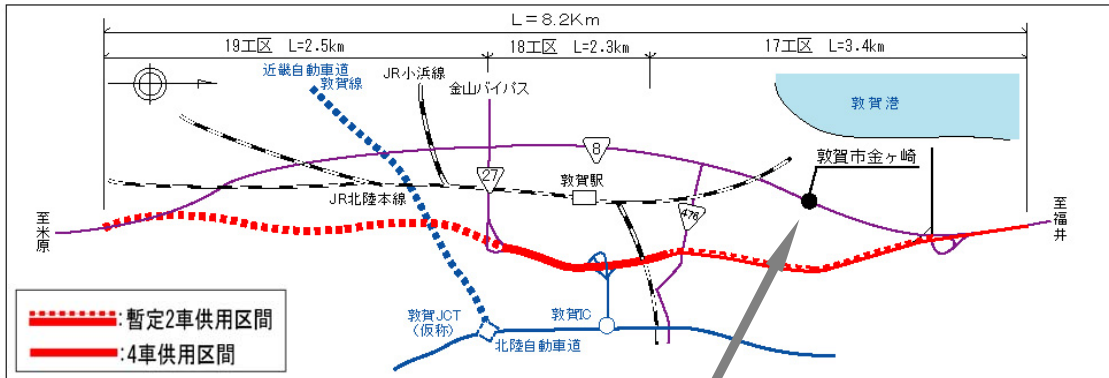 L=8.2Km
19工区 L=2.5km
18工区 L=2.3km
17工区 L=3.4km
近畿自動車道
敦賀線
JR小浜線
金山バイパス
敦賀港
8
敦賀市金ヶ崎
27
敦賀駅
JR北陸本線
476
至米原
至福井
敦賀JCT
(仮称)
敦賀IC
北陸自動車道
:暫定2車供用区間
:4車供用区間